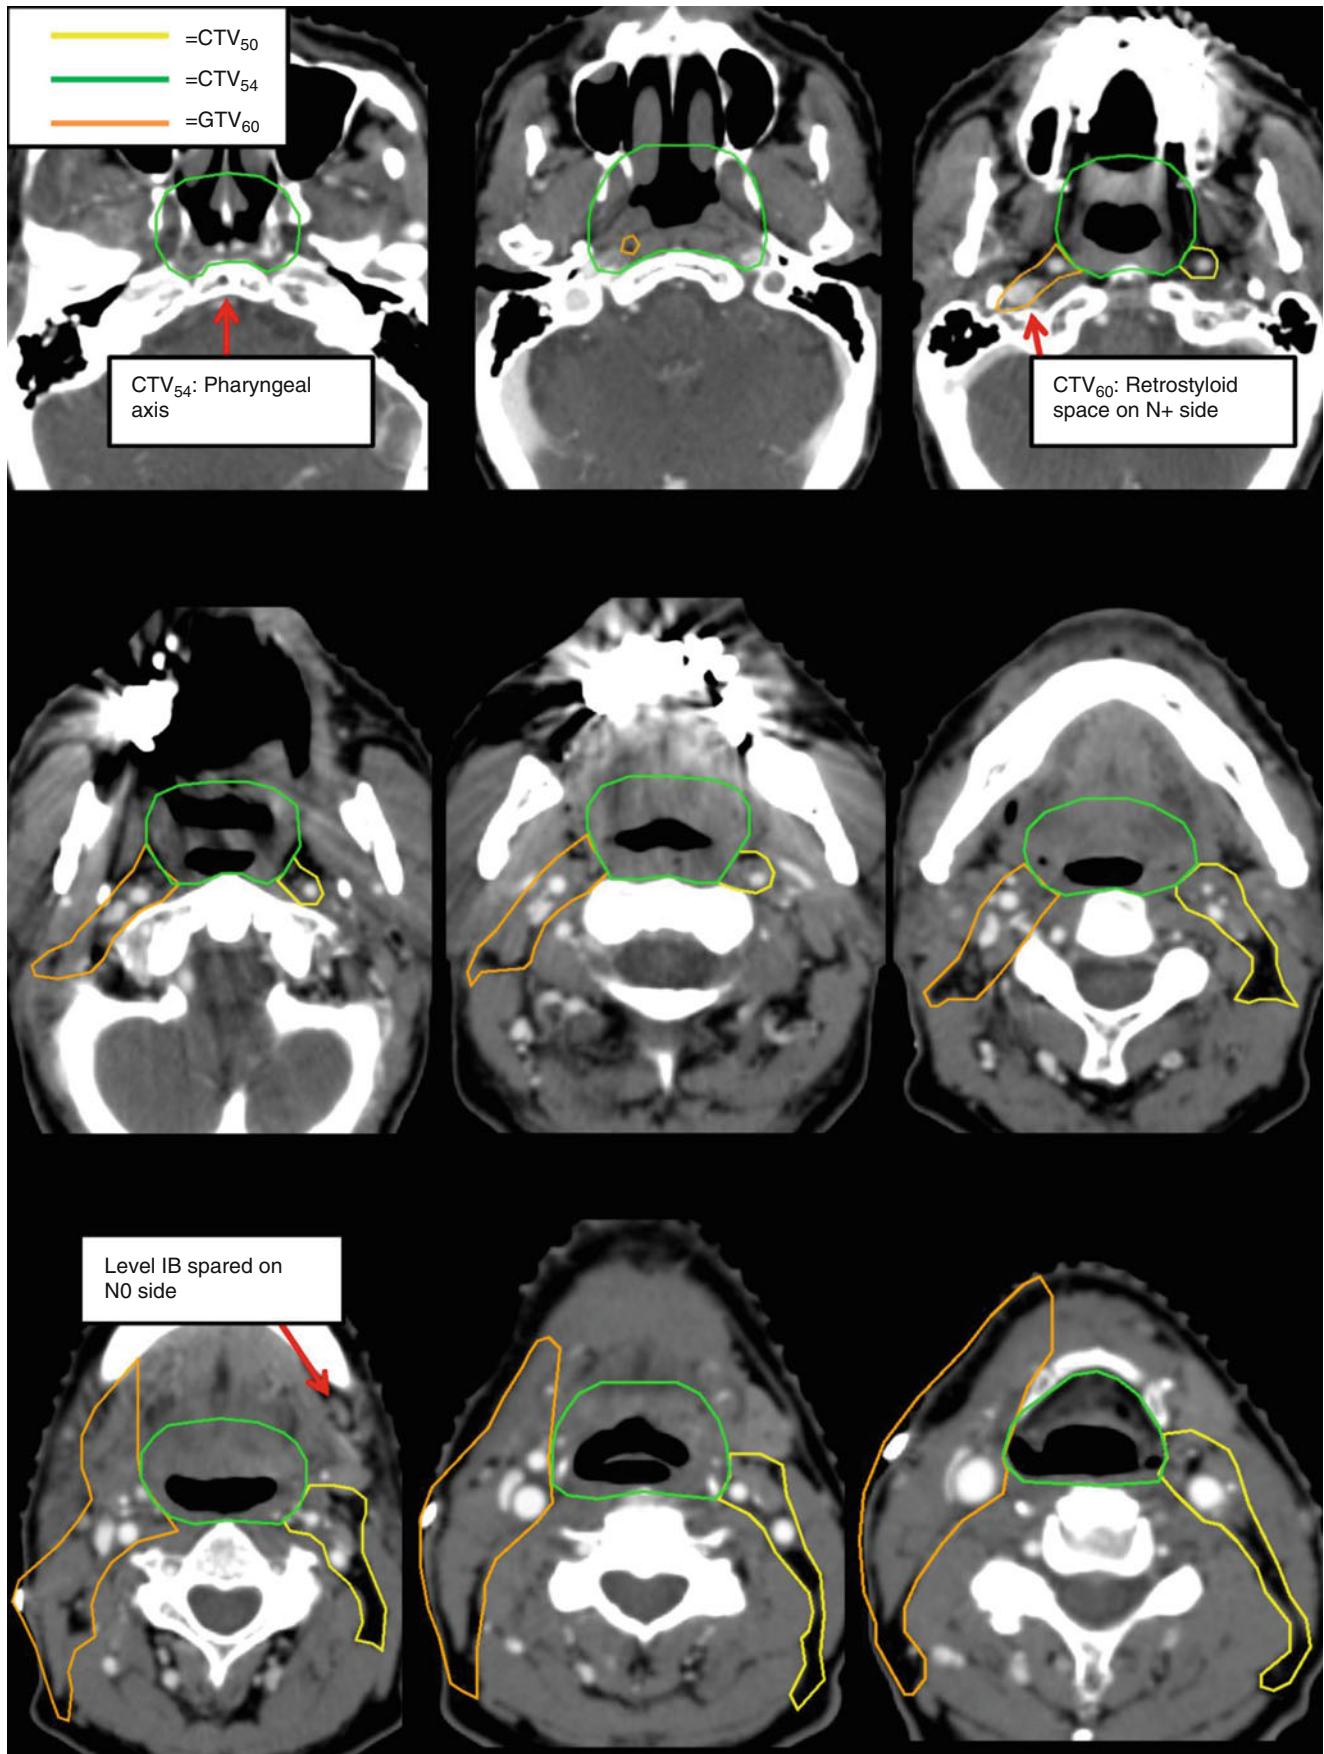 =CTV50
=CTV54
=GTV60
CTV54: Pharyngeal
axis
CTV60: Retrostyloid
space on N+ side
Level IB spared on
N0 side